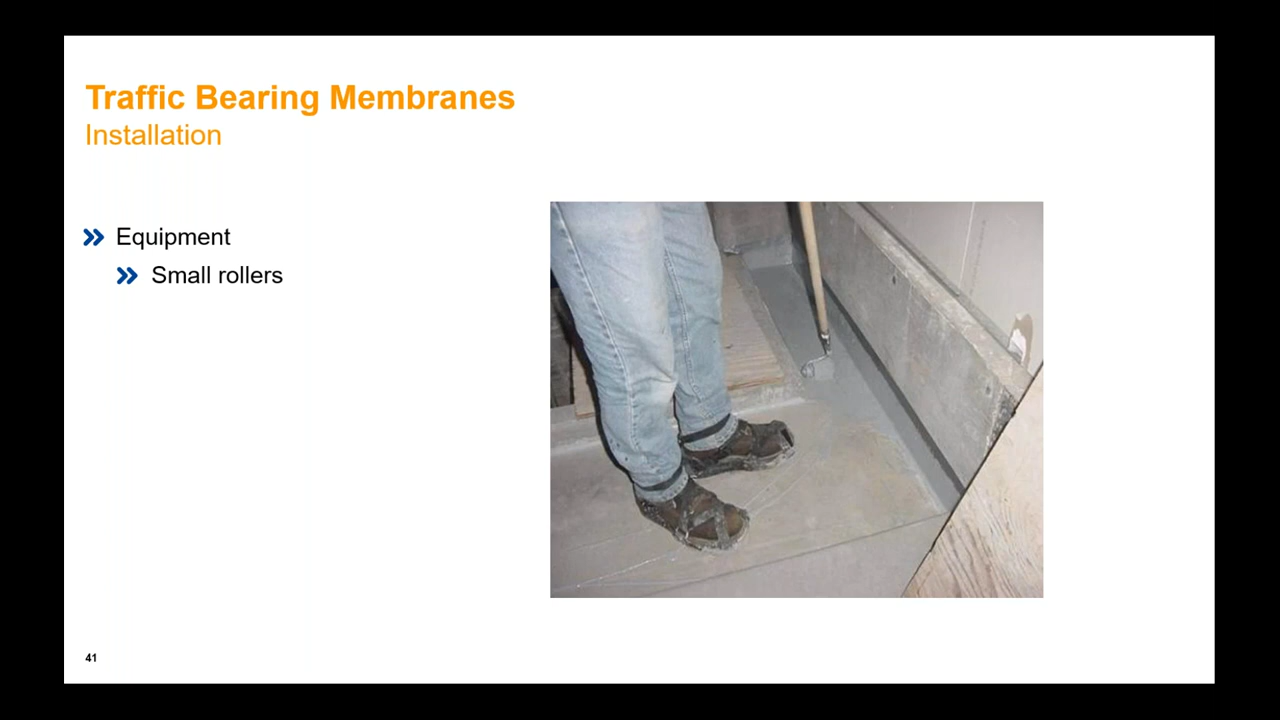 Traffic Bearing Membranes
Installation
Equipment
Small rollers
41